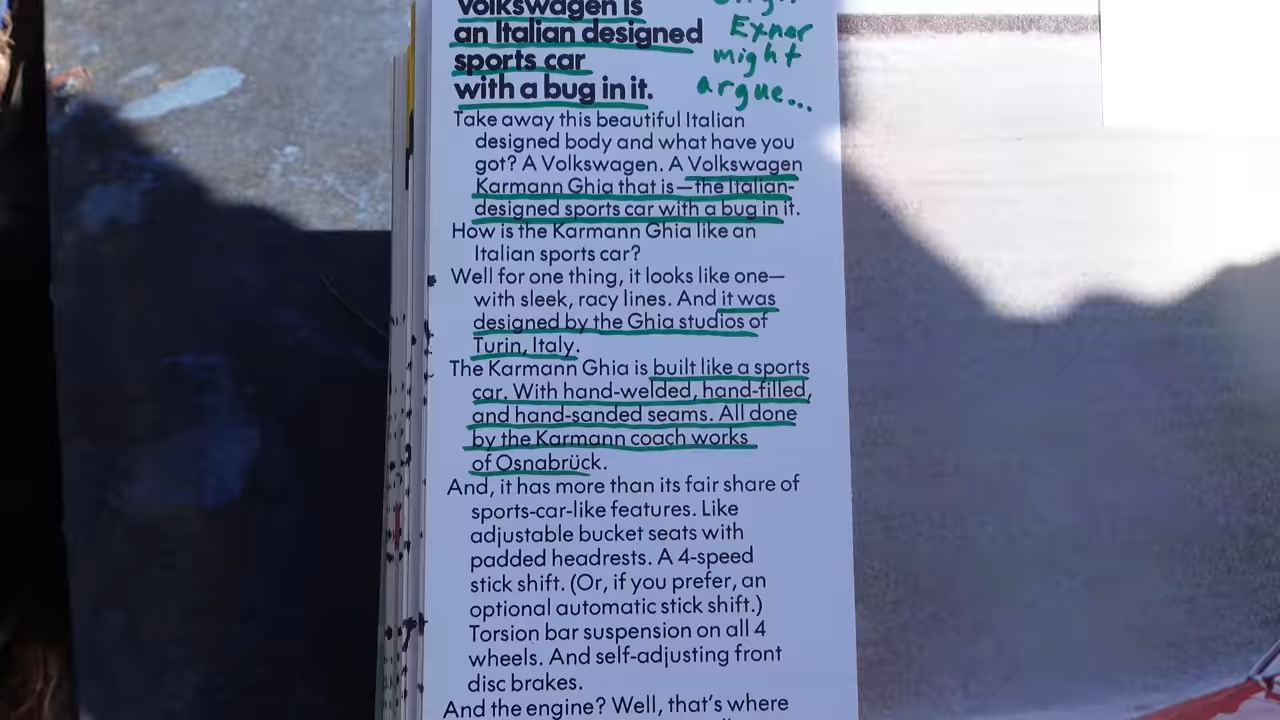 Volkswagen is
an Italian designed
sports car
with a bug in it.
Exner
might
argue...
Take away this beautiful Italian
designed body and what have you
got? A Volkswagen. A Volkswagen
Karmann Ghia that is—the Italian-
designed sports car with a bug in it.
How is the Karmann Ghia like an
Italian sports car?
Well for one thing, it looks like one—
with sleek, racy lines. And it was
designed by the Ghia studios of
Turin, Italy.
The Karmann Ghia is built like a sports
car. With hand-welded, hand-filled,
and hand-sanded seams. All done
by the Karmann coach works
of Osnabrück.
And, it has more than its fair share of
sports-car-like features. Like
adjustable bucket seats with
padded headrests. A 4-speed
stick shift. (Or, if you prefer, an
optional automatic stick shift.)
Torsion bar suspension on all 4
wheels. And self-adjusting front
disc brakes.
And the engine? Well, that's where